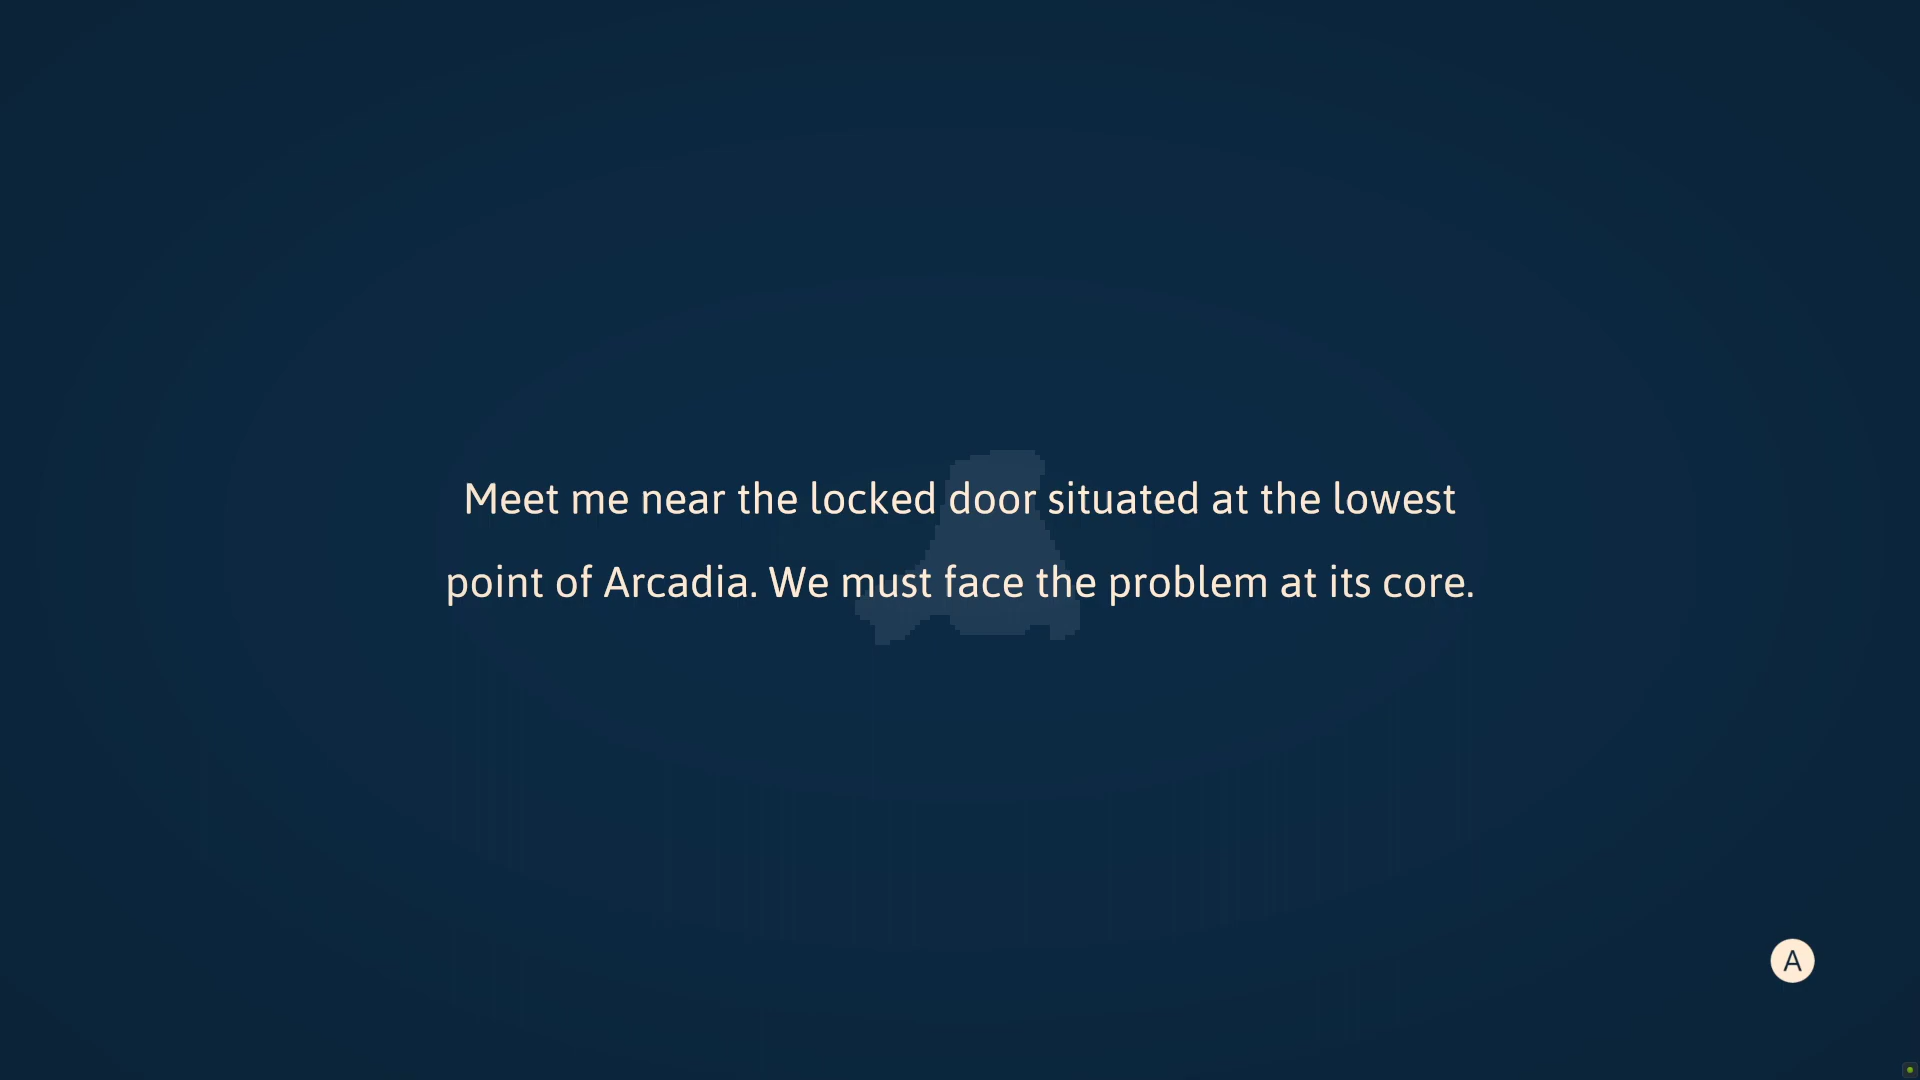 Meet me near the locked door situated at the lowest
point of Arcadia. We must face the problem at its core.
A